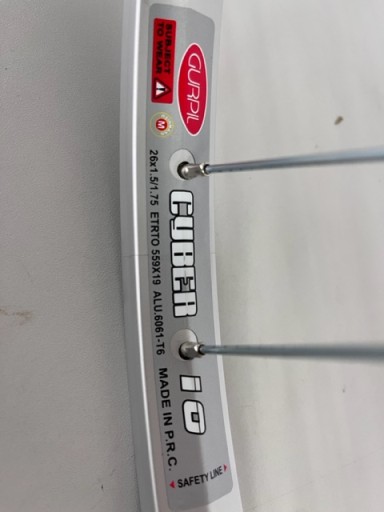 GURPIL
SUBJECT
TO WEAR
M
CYBER 10
26x1.5/1.75 ETRTO 559X19 ALU.6061-T6 MADE IN P.R.C.
SAFETY LINE